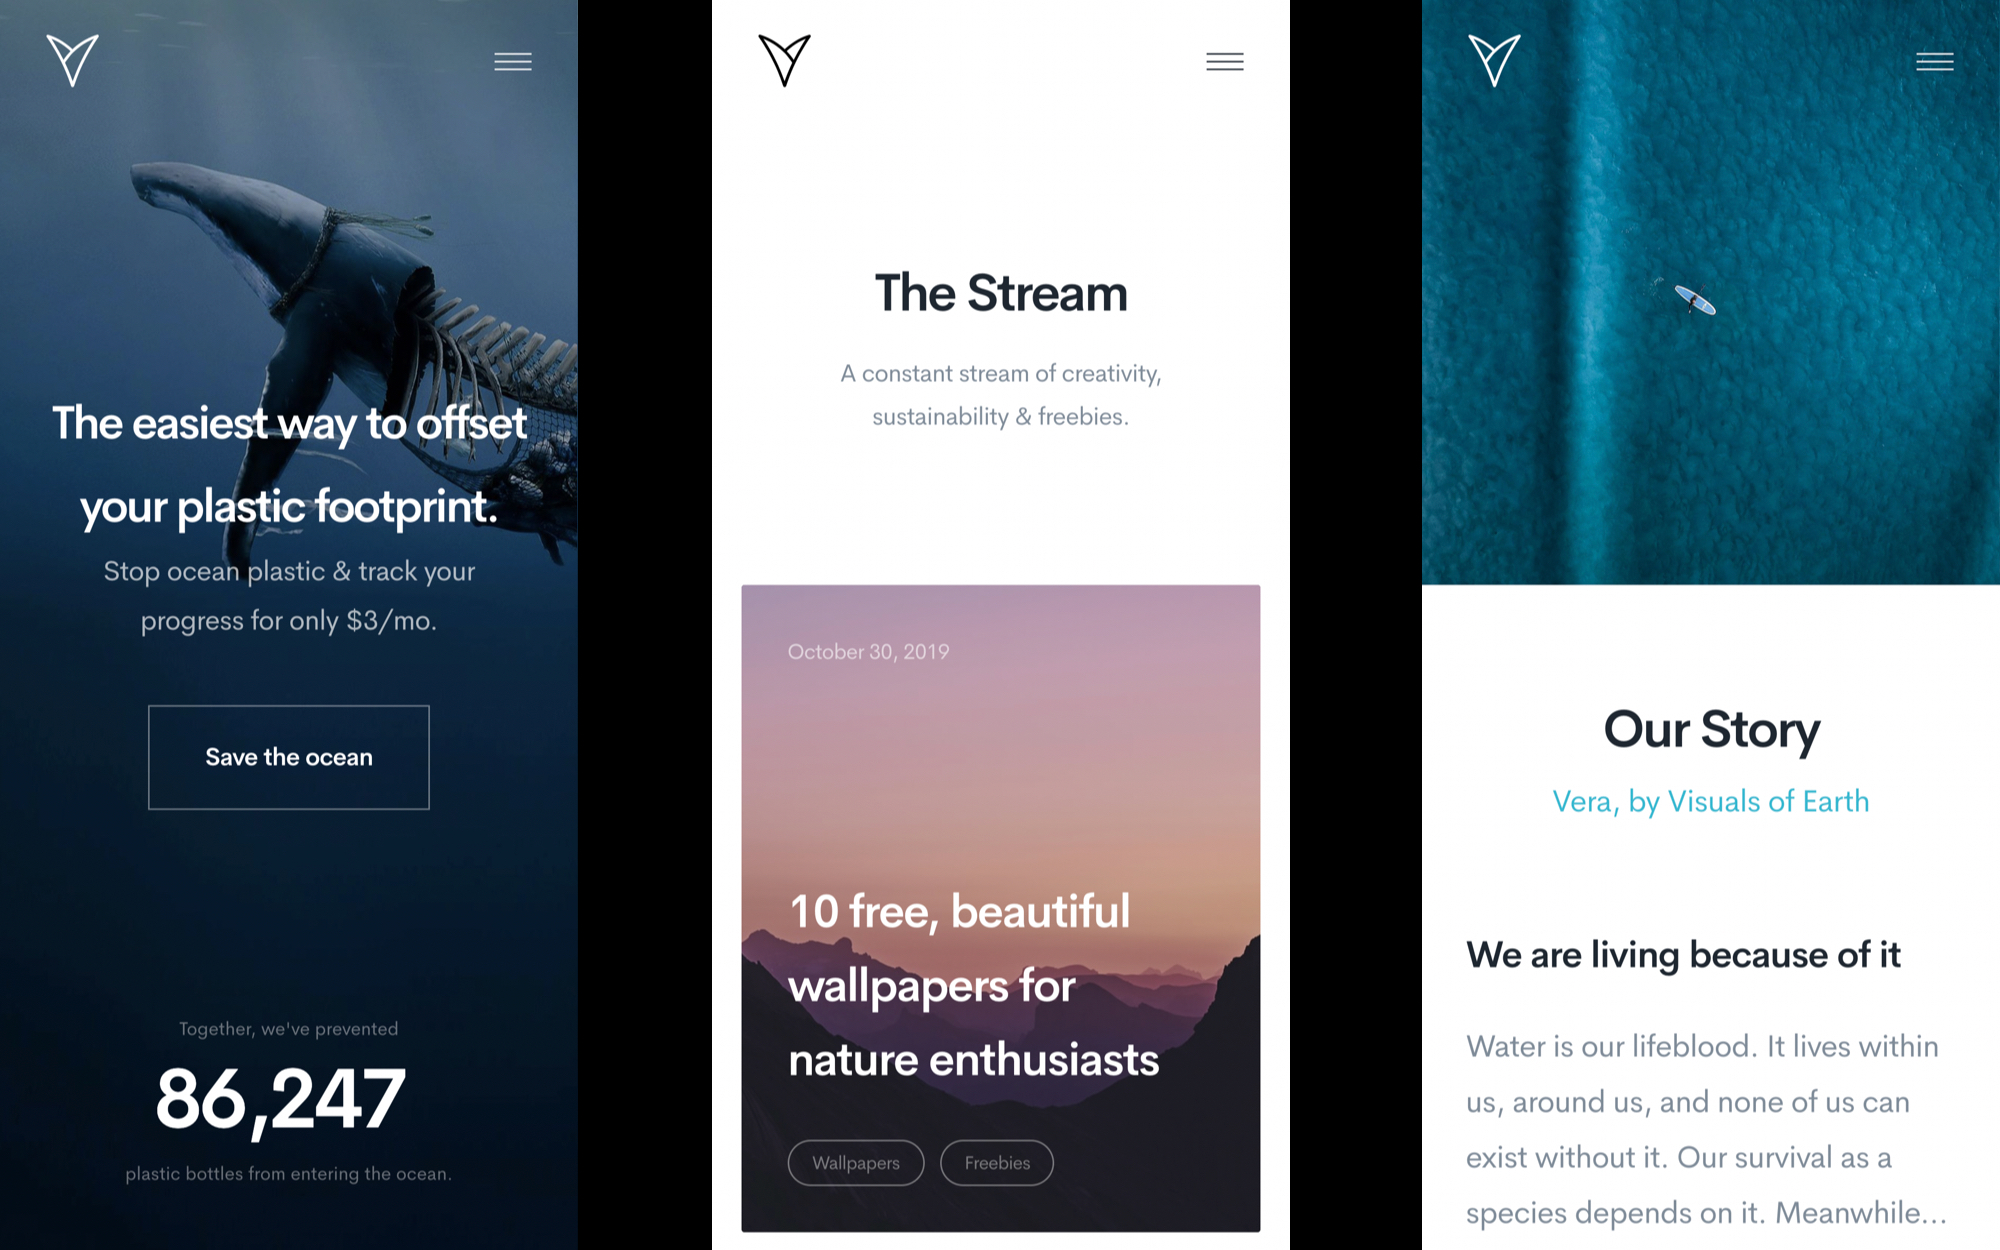 The easiest way to offset
your plastic footprint.
Stop ocean plastic & track your
progress for only $3/mo.
Save the ocean
Together, we've prevented
86,247
plastic bottles from entering the ocean.
The Stream
A constant stream of creativity,
sustainability & freebies.
October 30, 2019
10 free, beautiful
wallpapers for
nature enthusiasts
Wallpapers
Freebies
Our Story
Vera, by Visuals of Earth
We are living because of it
Water is our lifeblood. It lives within
us, around us, and none of us can
exist without it. Our survival as a
species depends on it. Meanwhile...